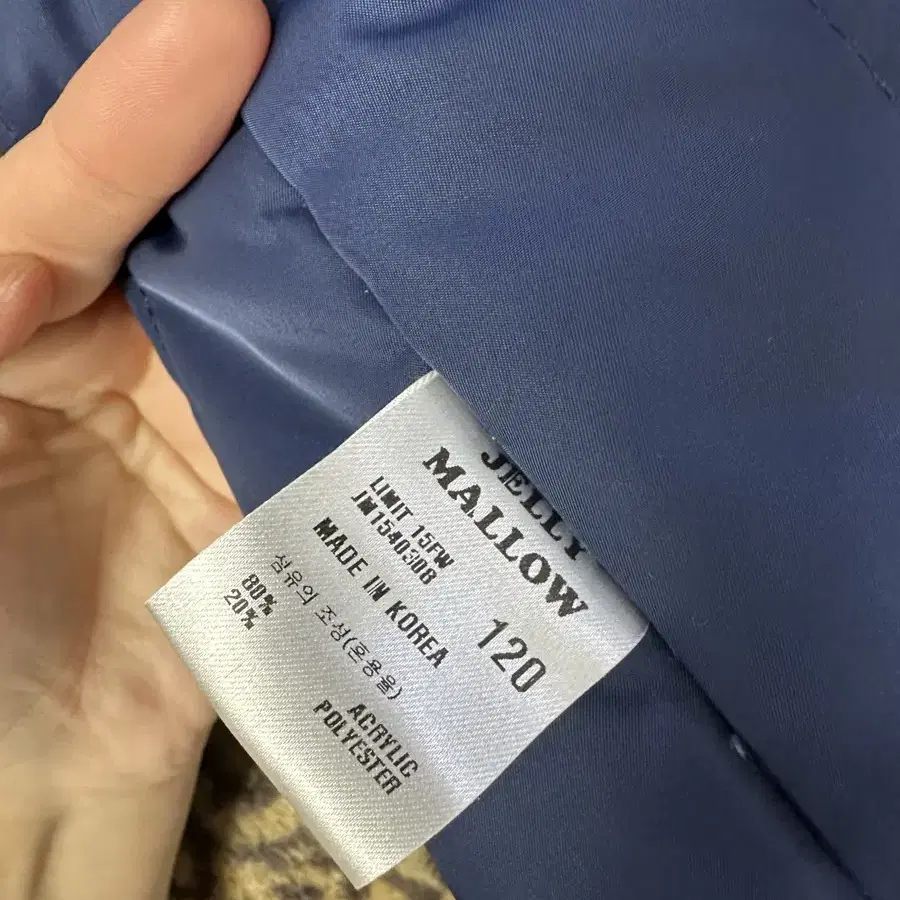 JELLY
MALLOW
LIMIT 15FW
JM1540308
120
MADE IN KOREA
섬유의 조성(혼용율)
80% ACRYLIC
20% POLYESTER